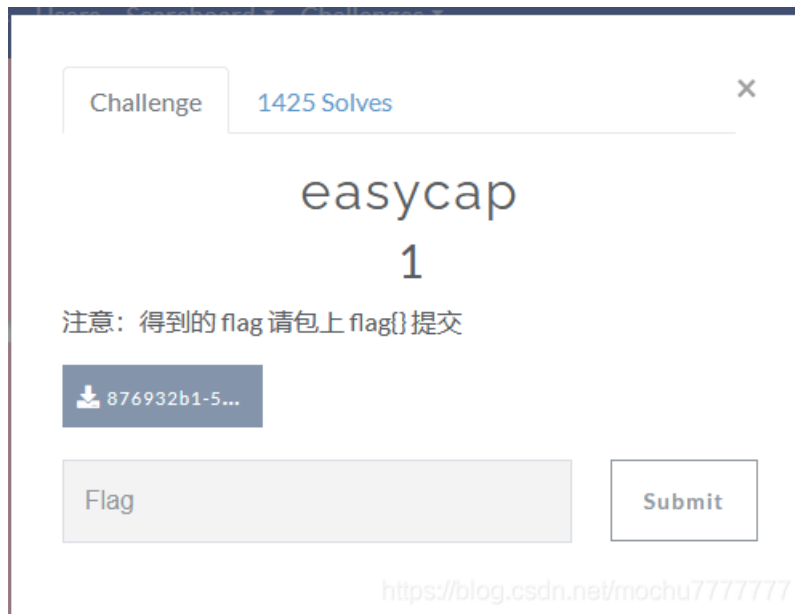 Users Scoreboard Challenges
Challenge
1425 Solves
×
easycap
1
注意：得到的 flag 请包上 flag{} 提交
876932b1-5...
Flag
Submit
https://blog.csdn.net/mochu7777777